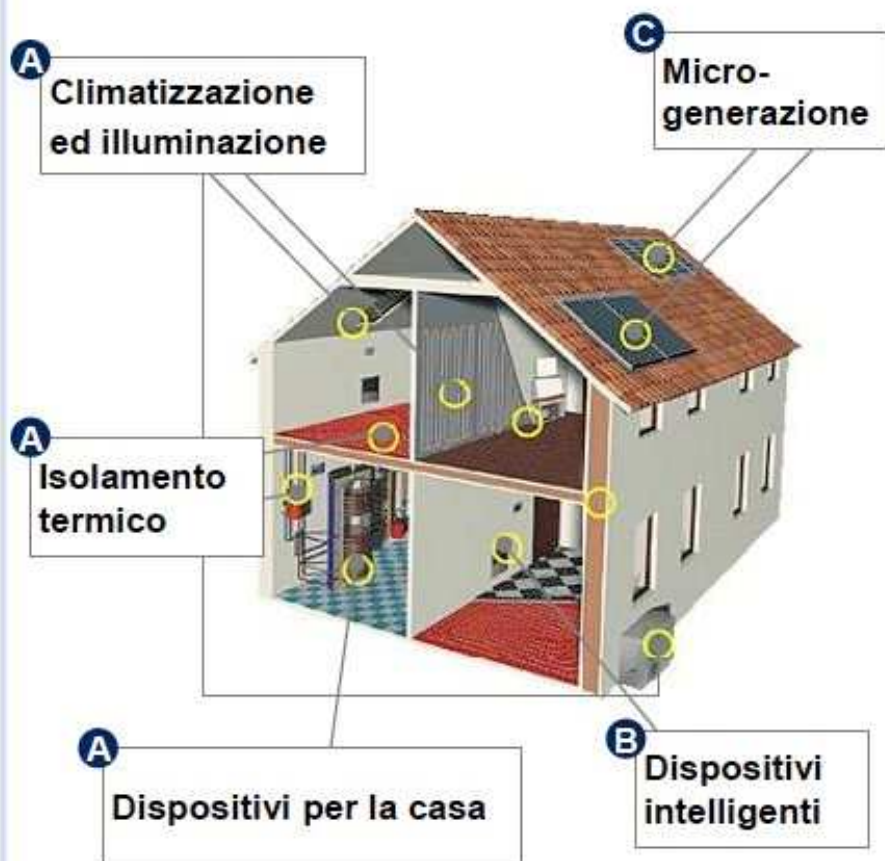 A
Climatizzazione
ed illuminazione
C
Micro-
generazione
A
Isolamento
termico
A
Dispositivi per la casa
B
Dispositivi
intelligenti